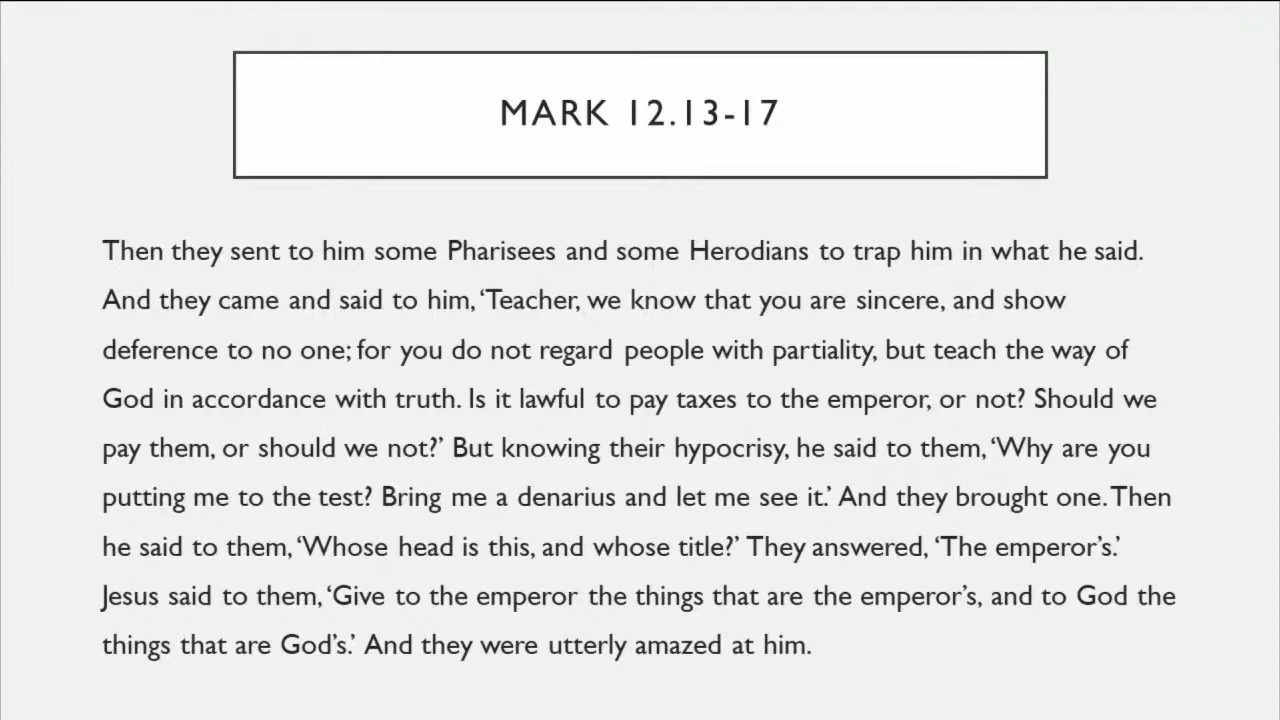 MARK 12.13-17
Then they sent to him some Pharisees and some Herodians to trap him in what he said.
And they came and said to him, ‘Teacher, we know that you are sincere, and show
deference to no one; for you do not regard people with partiality, but teach the way of
God in accordance with truth. Is it lawful to pay taxes to the emperor, or not? Should we
pay them, or should we not?’ But knowing their hypocrisy, he said to them, ‘Why are you
putting me to the test? Bring me a denarius and let me see it.’ And they brought one. Then
he said to them, ‘Whose head is this, and whose title?’ They answered, ‘The emperor’s.’
Jesus said to them, ‘Give to the emperor the things that are the emperor’s, and to God the
things that are God’s.’ And they were utterly amazed at him.